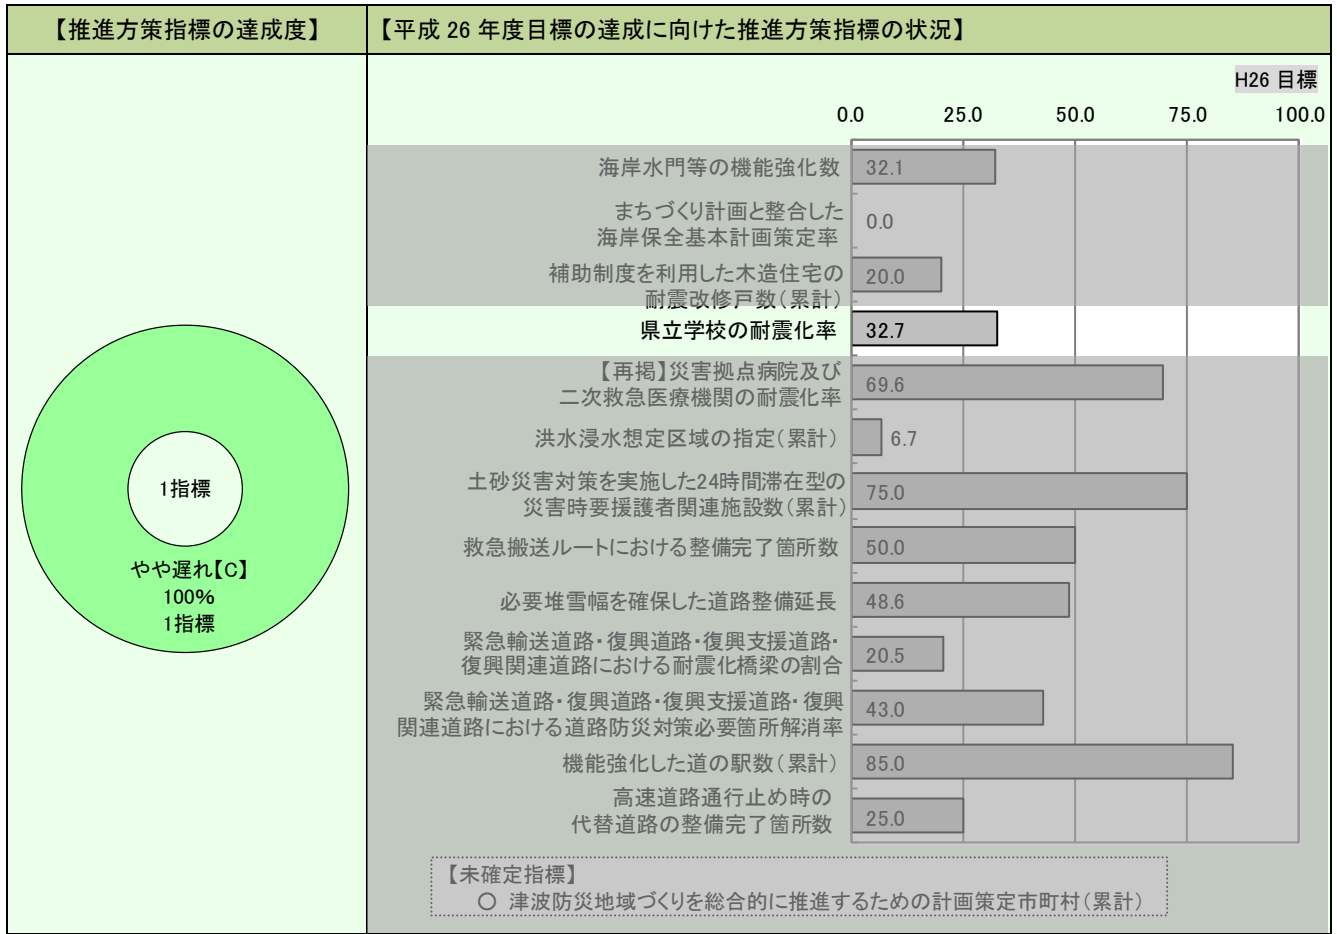 【推進方策指標の達成度】
【平成 26 年度目標の達成に向けた推進方策指標の状況】
1指標
やや遅れ【C】
100%
1指標
H26 目標
0.0 25.0 50.0 75.0 100.0
海岸水門等の機能強化数 32.1
まちづくり計画と整合した
海岸保全基本計画策定率 0.0
補助制度を利用した木造住宅の
耐震改修戸数(累計) 20.0
県立学校の耐震化率 32.7
【再掲】災害拠点病院及び
二次救急医療機関の耐震化率 69.6
洪水浸水想定区域の指定(累計) 6.7
土砂災害対策を実施した24時間滞在型の
災害時要援護者関連施設数(累計) 75.0
救急搬送ルートにおける整備完了箇所数 50.0
必要堆雪幅を確保した道路整備延長 48.6
緊急輸送道路・復興道路・復興支援道路・
復興関連道路における耐震化橋梁の割合 20.5
緊急輸送道路・復興道路・復興支援道路・復興
関連道路における道路防災対策必要箇所解消率 43.0
機能強化した道の駅数(累計) 85.0
高速道路通行止め時の
代替道路の整備完了箇所数 25.0
【未確定指標】
○ 津波防災地域づくりを総合的に推進するための計画策定市町村(累計)